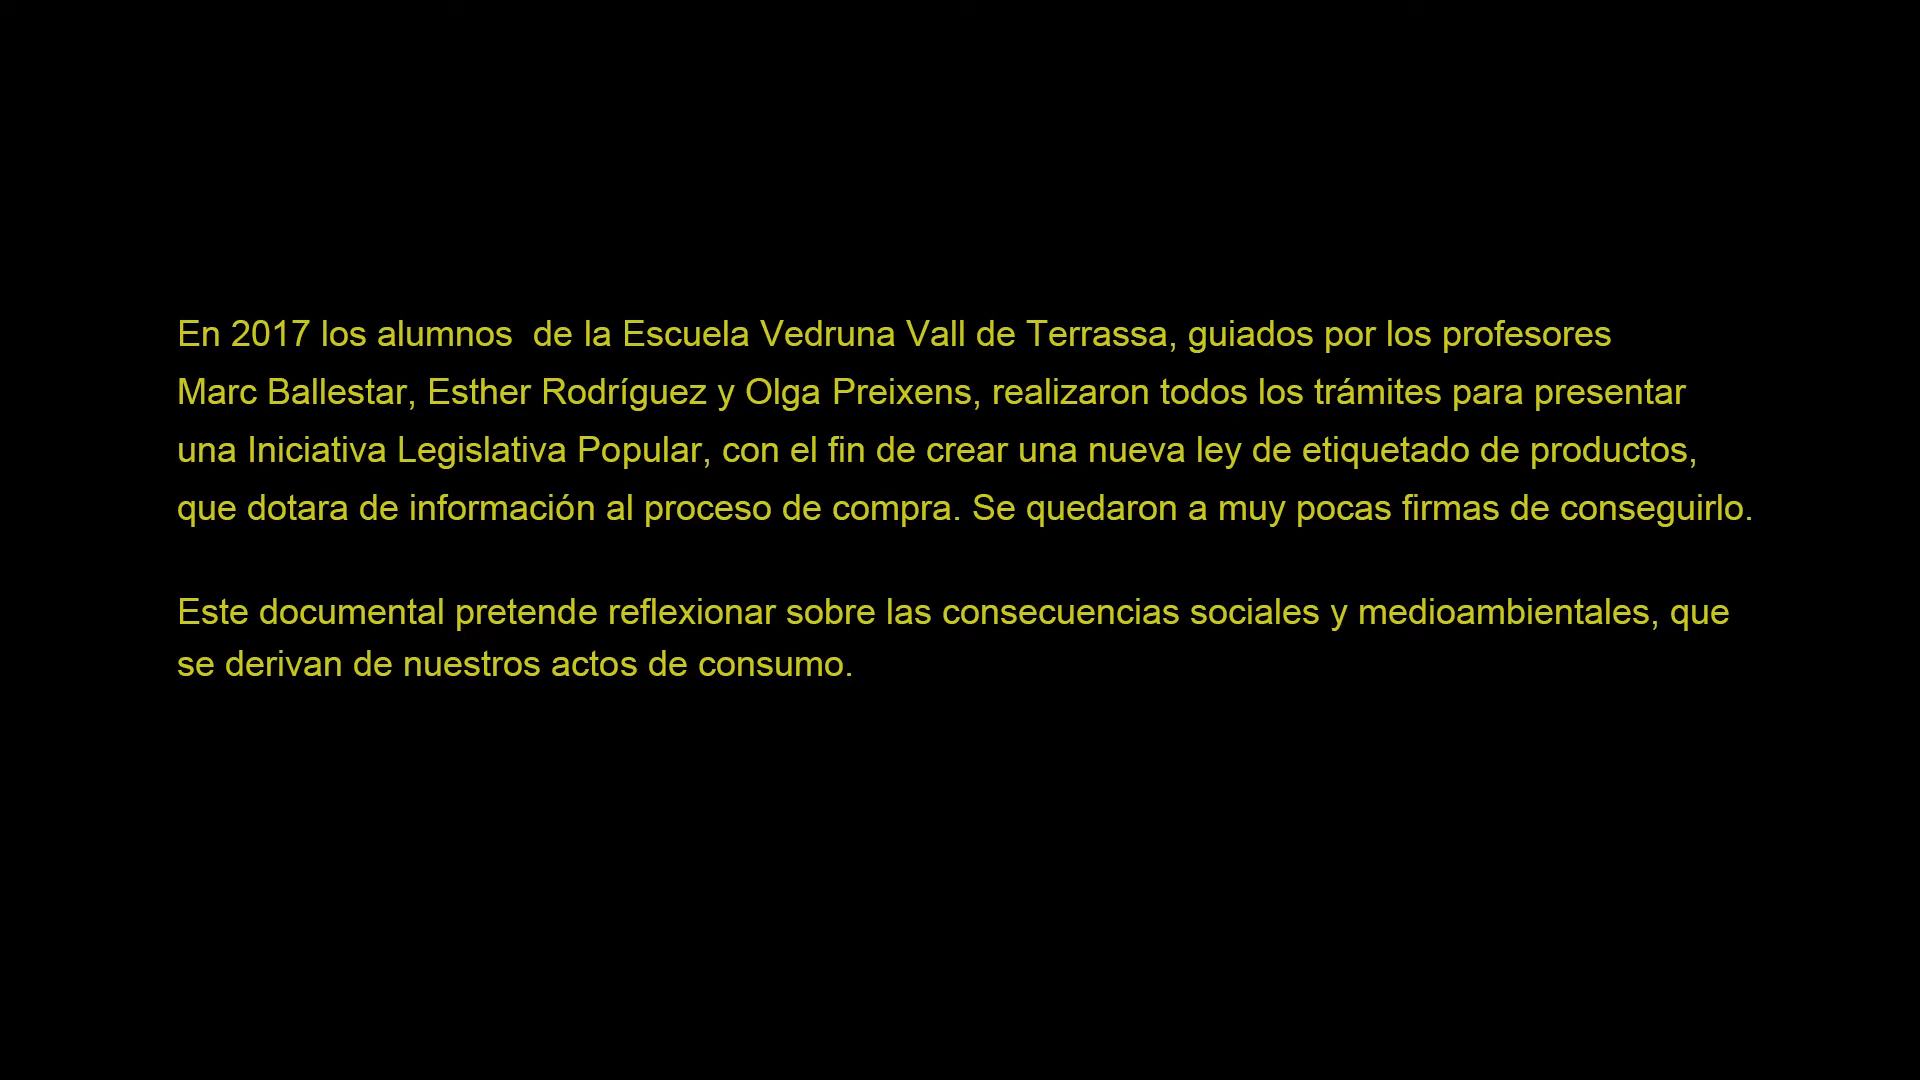 En 2017 los alumnos  de la Escuela Vedruna Vall de Terrassa, guiados por los profesores
Marc Ballestar, Esther Rodríguez y Olga Preixens, realizaron todos los trámites para presentar
una Iniciativa Legislativa Popular, con el fin de crear una nueva ley de etiquetado de productos,
que dotara de información al proceso de compra. Se quedaron a muy pocas firmas de conseguirlo.
Este documental pretende reflexionar sobre las consecuencias sociales y medioambientales, que
se derivan de nuestros actos de consumo.